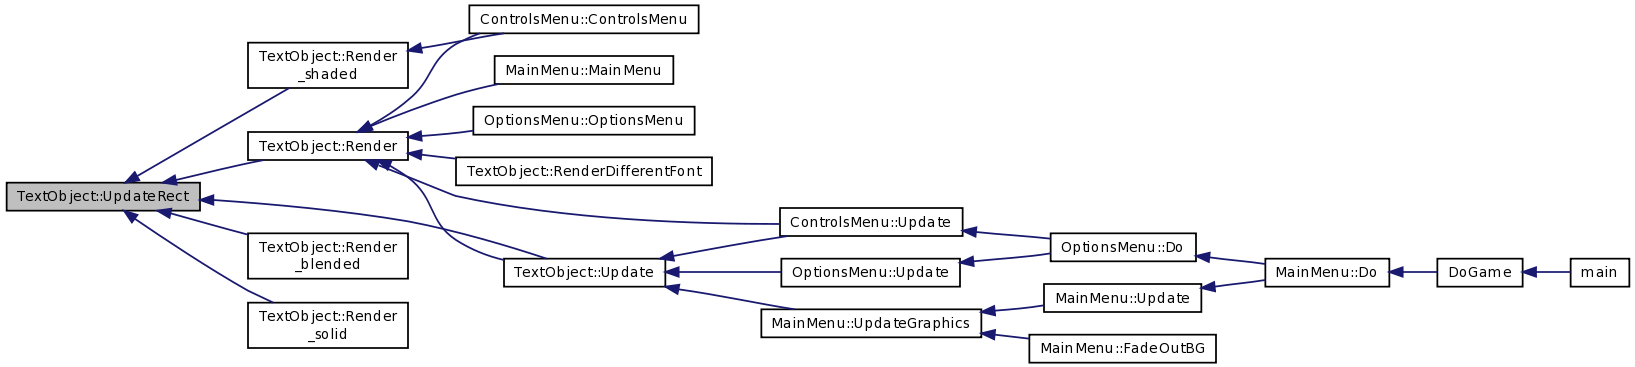 ControlsMenu::ControlsMenu
TextObject::Render
_shaded
MainMenu::MainMenu
OptionsMenu::OptionsMenu
TextObject::Render
TextObject::RenderDifferentFont
TextObject::UpdateRect
ControlsMenu::Update
TextObject::Render
_blended
OptionsMenu::Do
TextObject::Update
OptionsMenu::Update
MainMenu::Do
DoGame
main
MainMenu::Update
TextObject::Render
_solid
MainMenu::UpdateGraphics
MainMenu::FadeOutBG